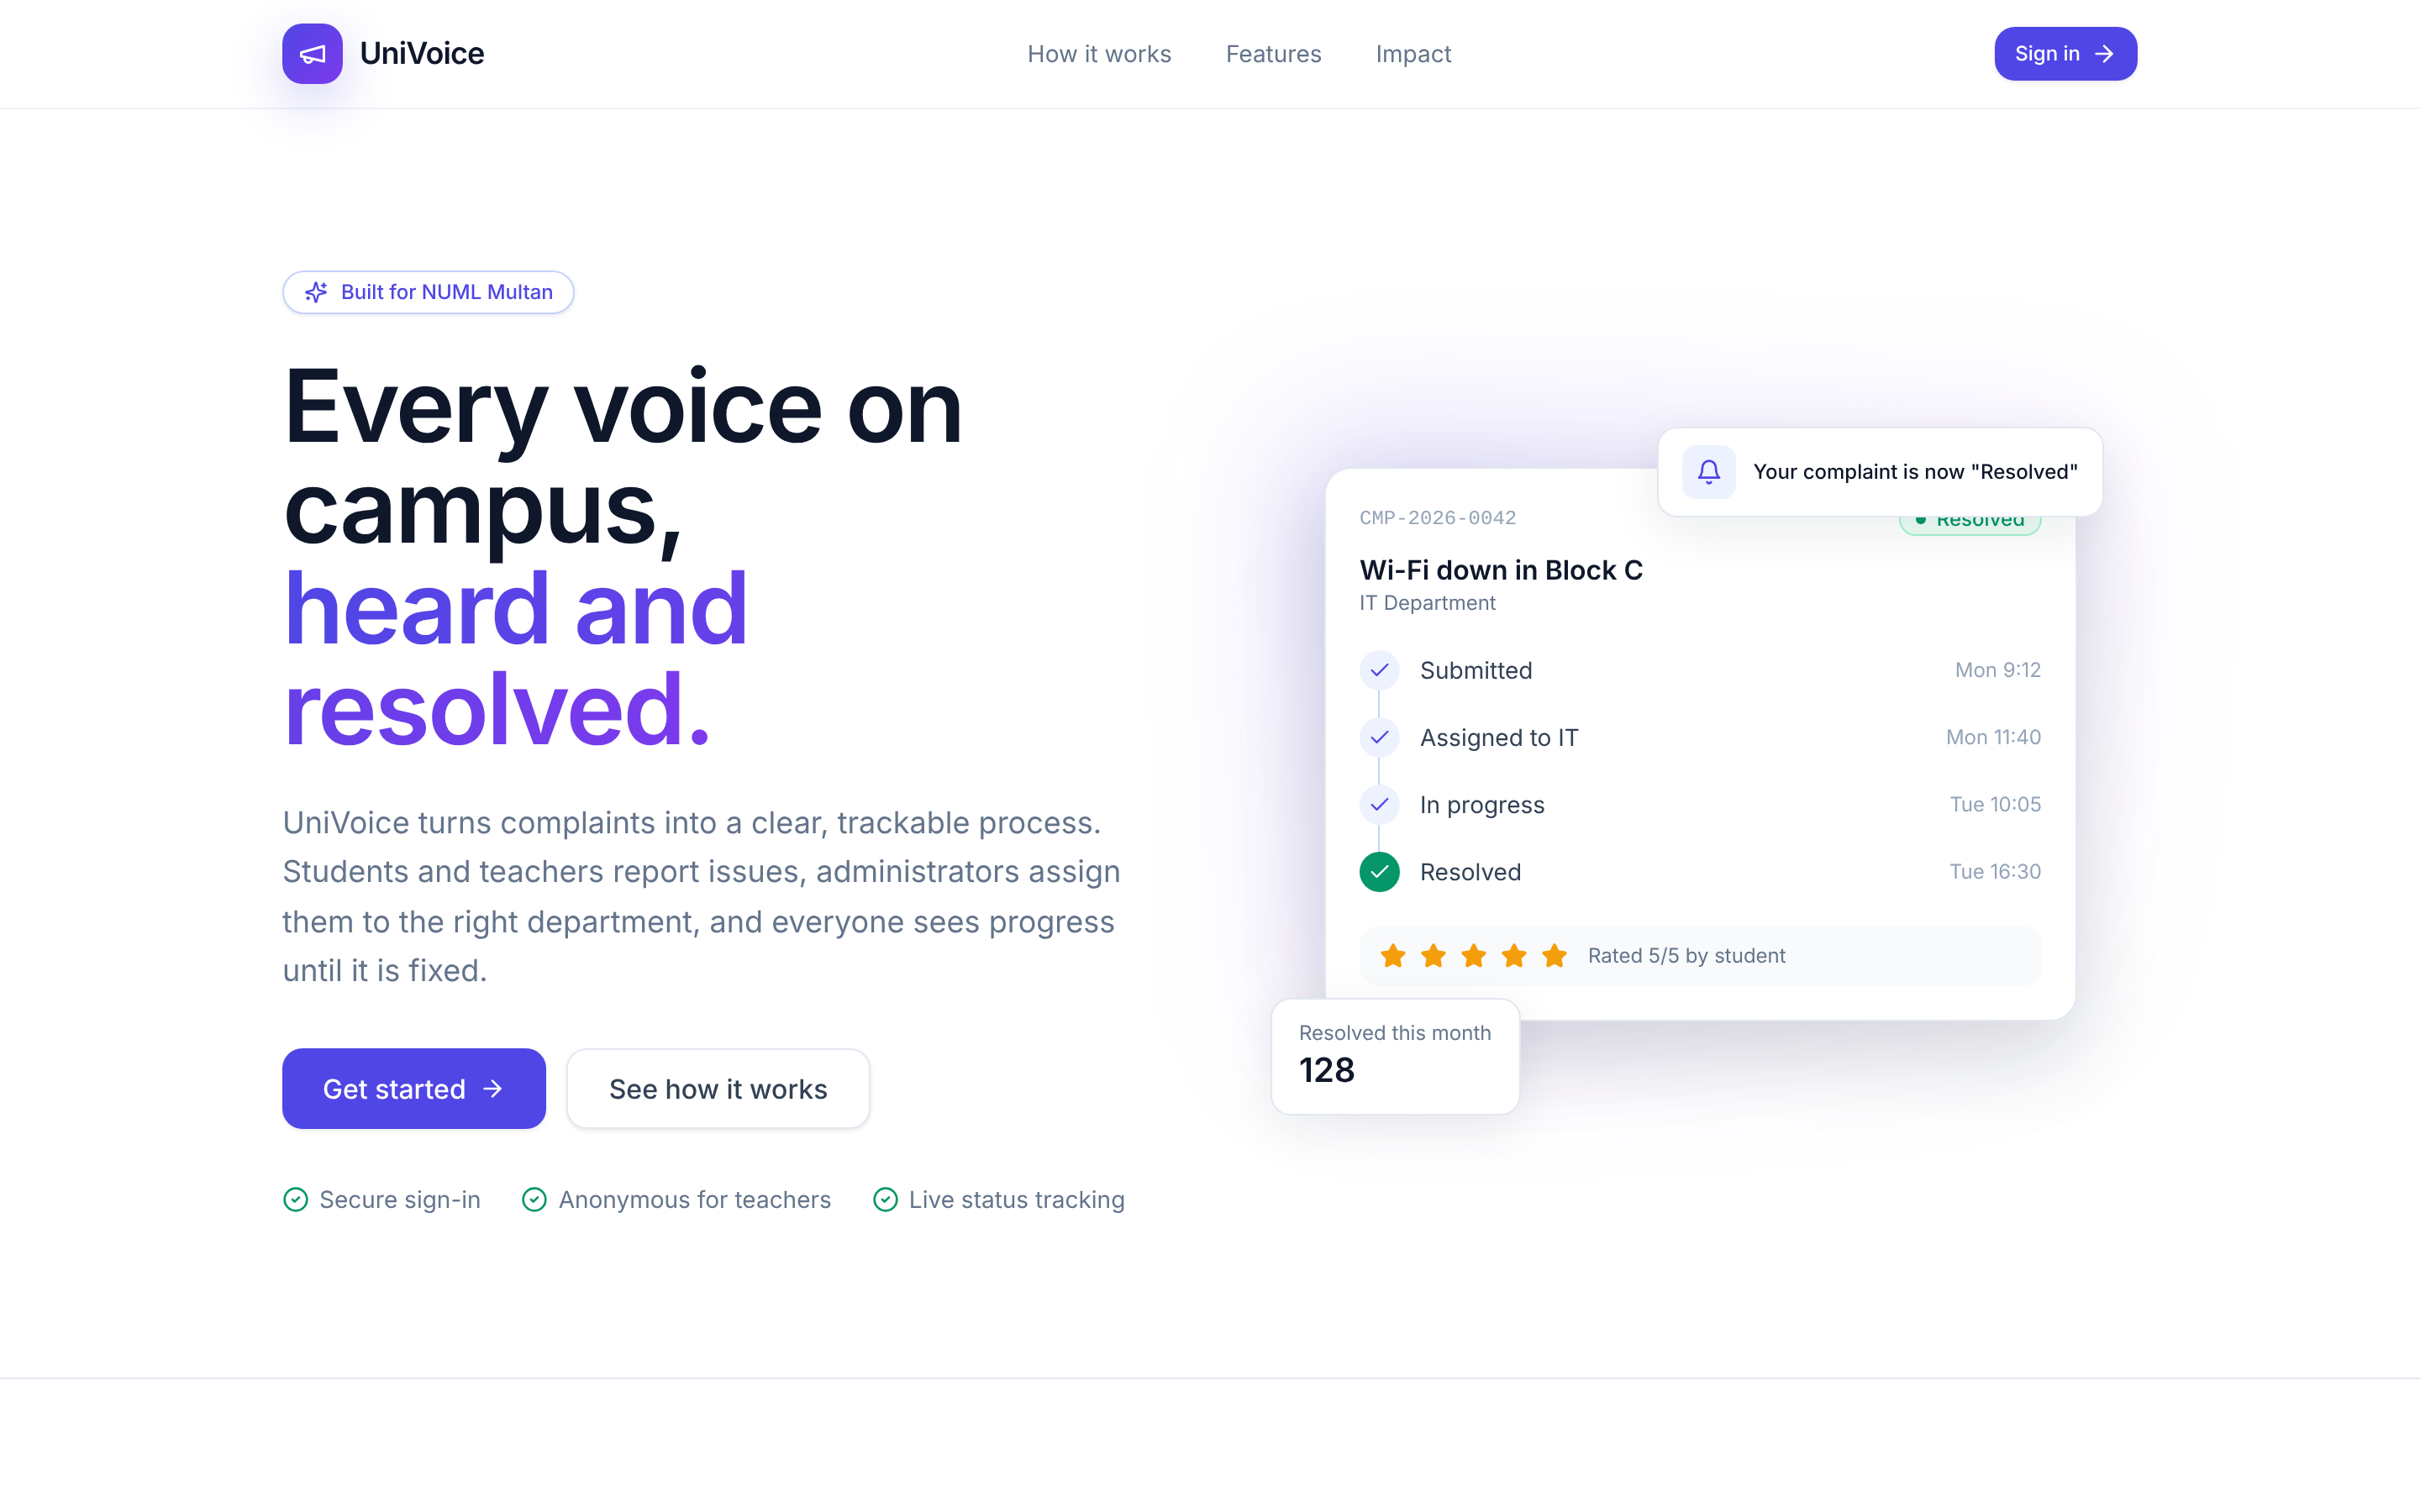 UniVoice
How it works
Features
Impact
Sign in
Built for NUML Multan
Every voice on
campus,
heard and
resolved.
UniVoice turns complaints into a clear, trackable process.
Students and teachers report issues, administrators assign
them to the right department, and everyone sees progress
until it is fixed.
Get started
See how it works
Secure sign-in
Anonymous for teachers
Live status tracking
Your complaint is now "Resolved"
CMP-2026-0042
Resolved
Wi-Fi down in Block C
IT Department
Submitted Mon 9:12
Assigned to IT Mon 11:40
In progress Tue 10:05
Resolved Tue 16:30
Rated 5/5 by student
Resolved this month
128